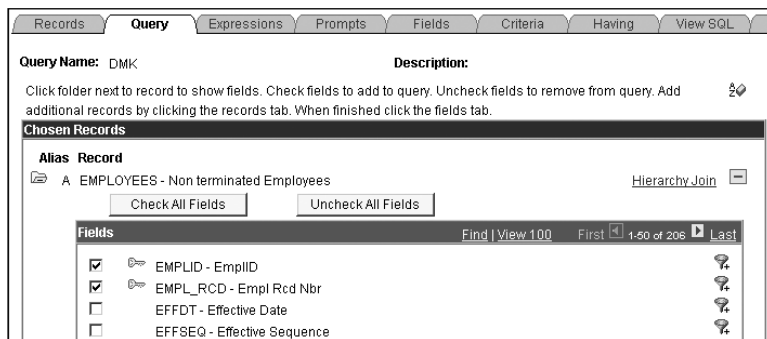 Records Query Expressions Prompts Fields Criteria Having View SQL
Query Name: DMK Description:
Click folder next to record to show fields. Check fields to add to query. Uncheck fields to remove from query. Add
additional records by clicking the records tab. When finished click the fields tab.
Chosen Records
Alias Record
A EMPLOYEES - Non terminated Employees Hierarchy Join
Check All Fields Uncheck All Fields
Fields Find | View 100 First 1-50 of 206 Last
EMPLID - EmplID
EMPL_RCD - Empl Rcd Nbr
EFFDT - Effective Date
EFFSEQ - Effective Sequence